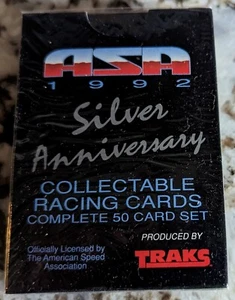 ASA
1992
Silver
Anniversary
COLLECTABLE
RACING CARDS
COMPLETE 50 CARD SET
Officially Licensed by
The American Speed
Association
PRODUCED BY
TRAKS